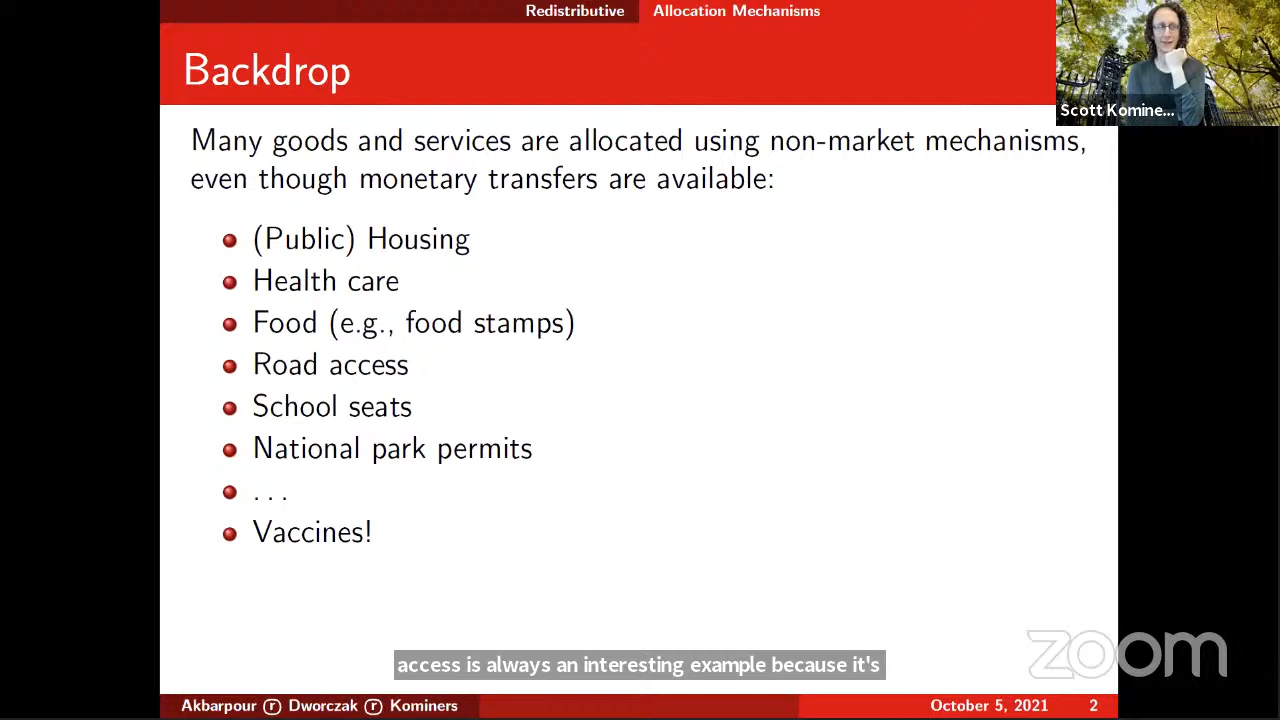 Redistributive Allocation Mechanisms
Backdrop
Scott Komine...
Many goods and services are allocated using non-market mechanisms,
even though monetary transfers are available:
(Public) Housing
Health care
Food (e.g., food stamps)
Road access
School seats
National park permits
. . .
Vaccines!
access is always an interesting example because it's
zoom
Akbarpour ⓡ Dworczak ⓡ Kominers October 5, 2021 2